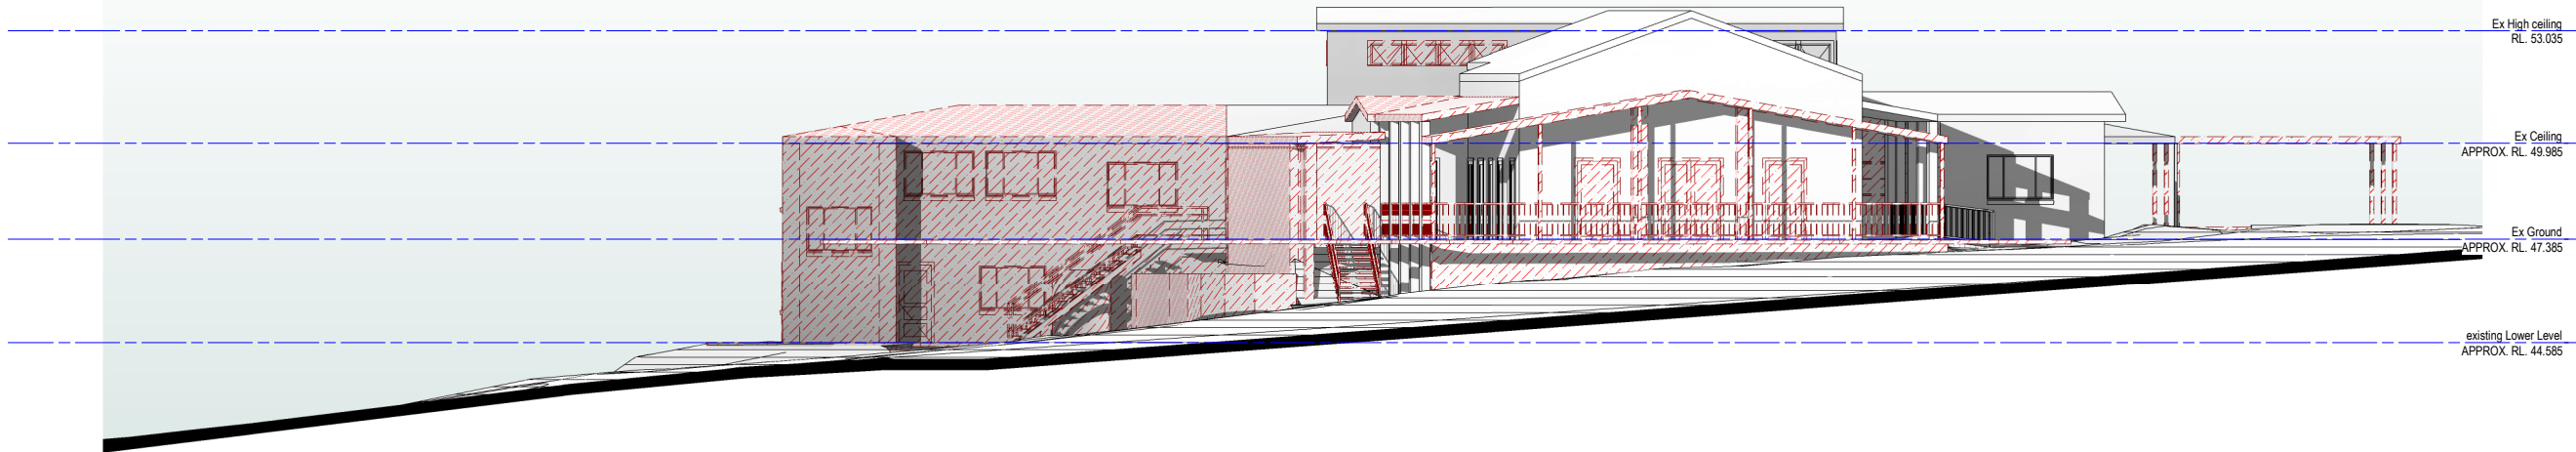 Ex High ceiling
RL. 53.035
Ex Ceiling
APPROX. RL. 49.985
Ex Ground
APPROX. RL. 47.385
existing Lower Level
APPROX. RL. 44.585